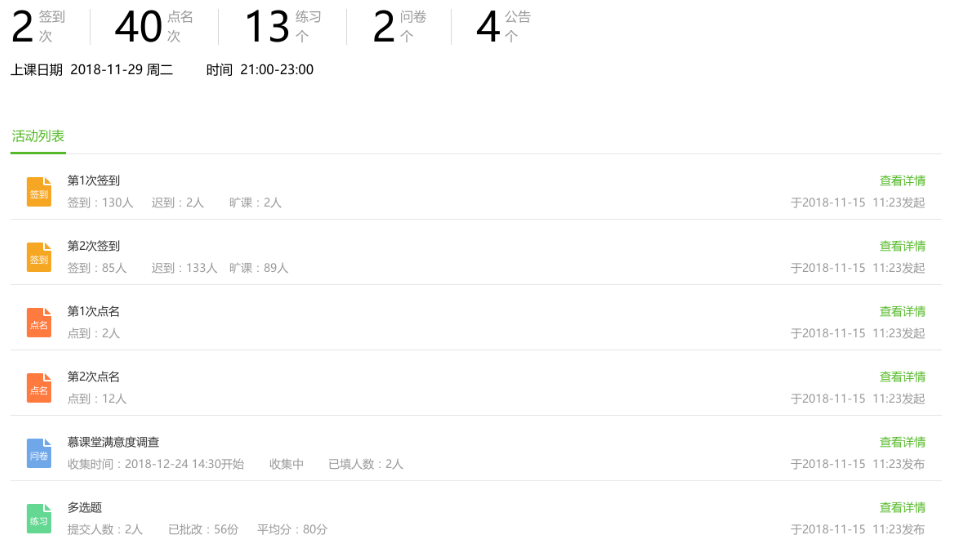 2 签到次 40 点名次 13 练习个 2 问卷个 4 公告个
上课日期 2018-11-29 周二 时间 21:00-23:00
活动列表
签到 第1次签到 查看详情
签到：130人 迟到：2人 旷课：2人 于2018-11-15 11:23发起
签到 第2次签到 查看详情
签到：85人 迟到：133人 旷课：89人 于2018-11-15 11:23发起
点名 第1次点名 查看详情
点到：2人 于2018-11-15 11:23发起
点名 第2次点名 查看详情
点到：12人 于2018-11-15 11:23发起
问卷 慕课堂满意度调查 查看详情
收集时间：2018-12-24 14:30开始 收集中 已填人数：2人 于2018-11-15 11:23发布
练习 多选题 查看详情
提交人数：2人 已批改：56份 平均分：80分 于2018-11-15 11:23发布